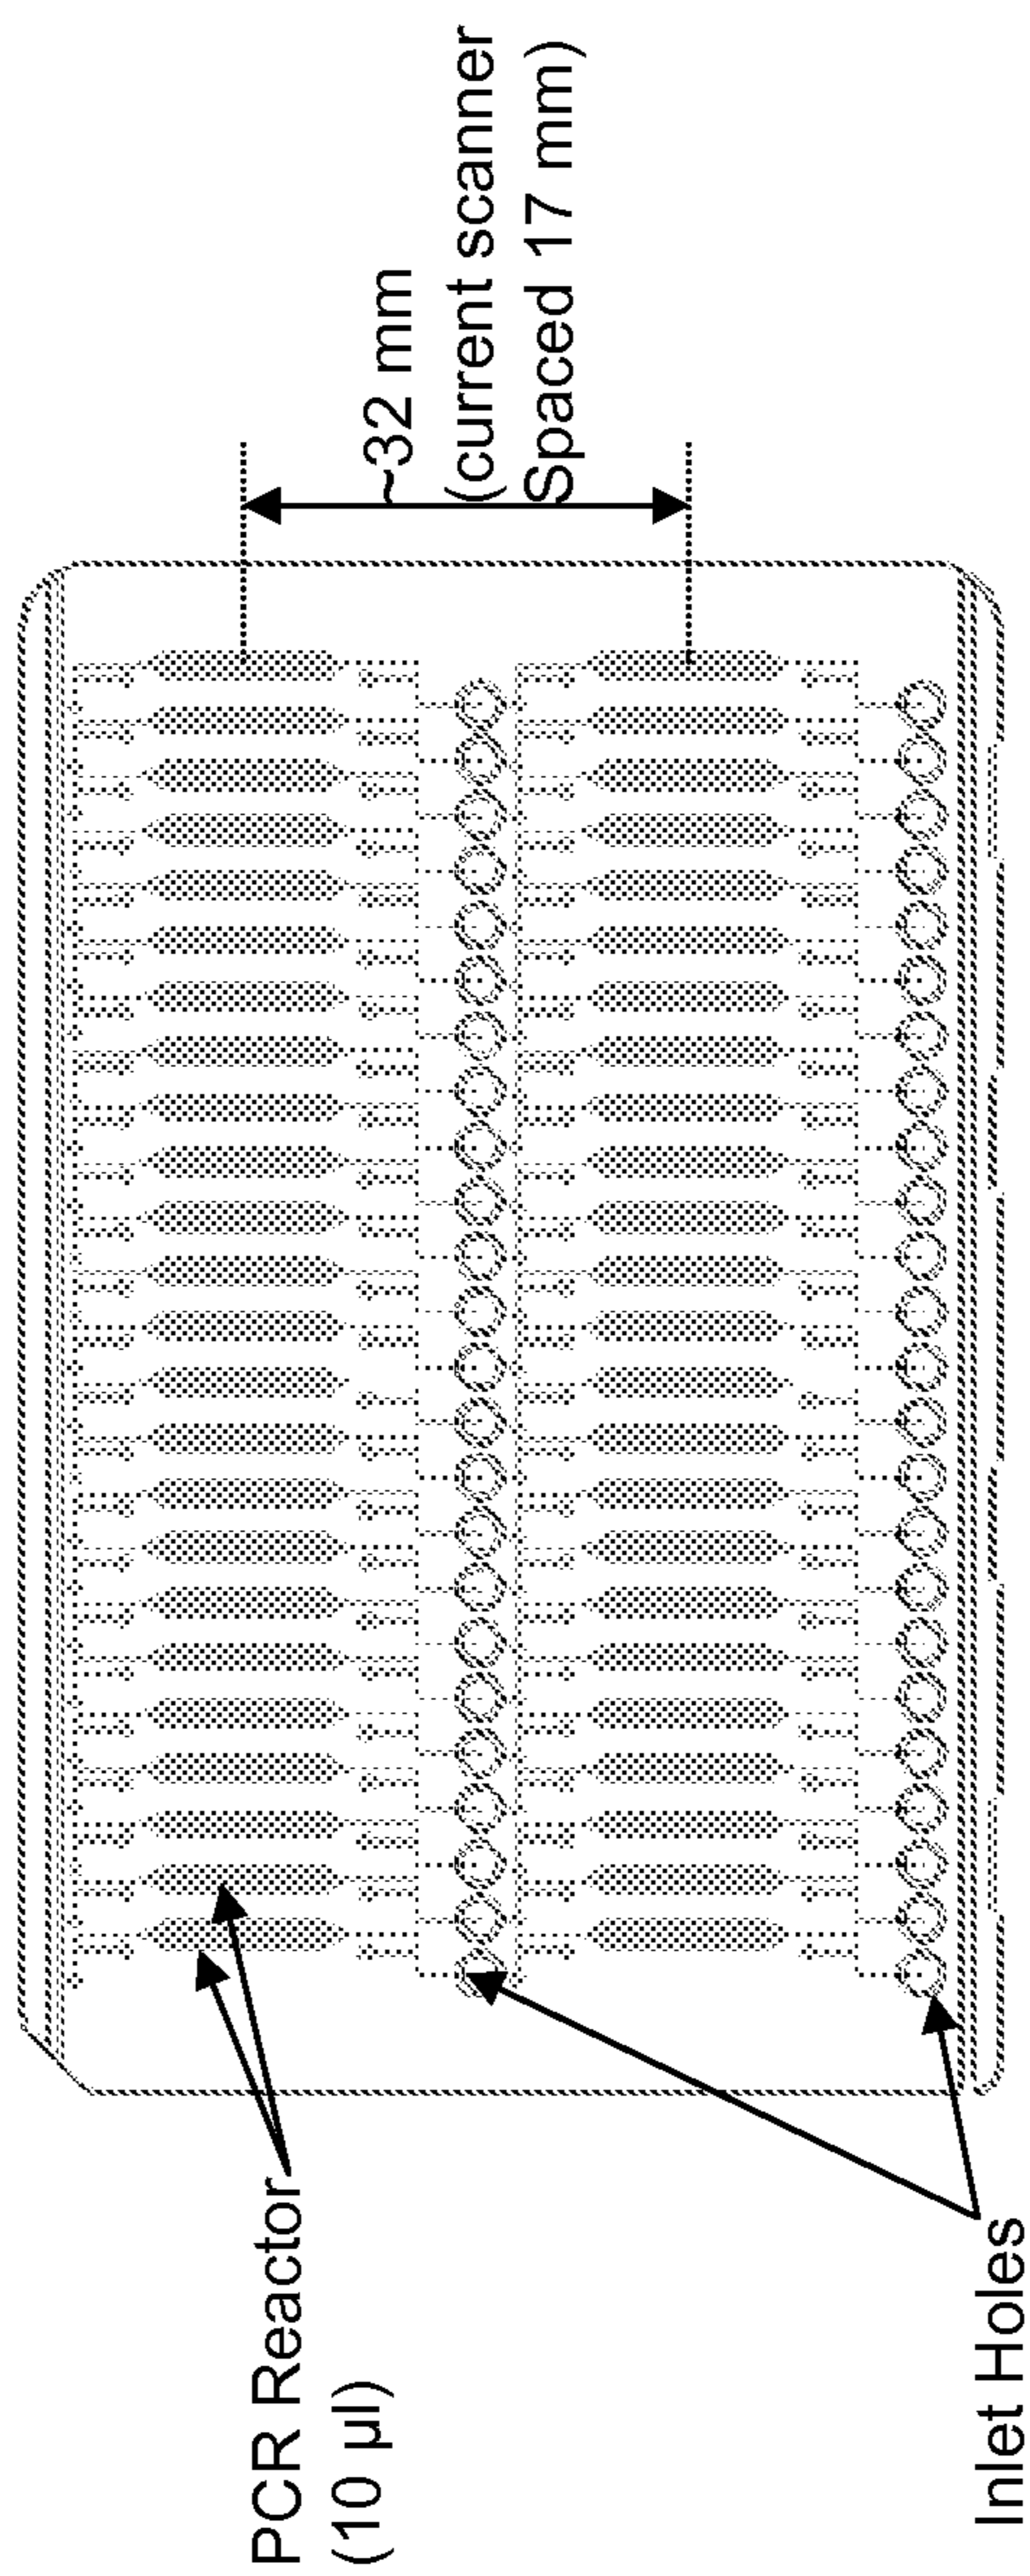 PCR Reactor
(10 µl)
Inlet Holes
~32 mm
(current scanner
Spaced 17 mm)